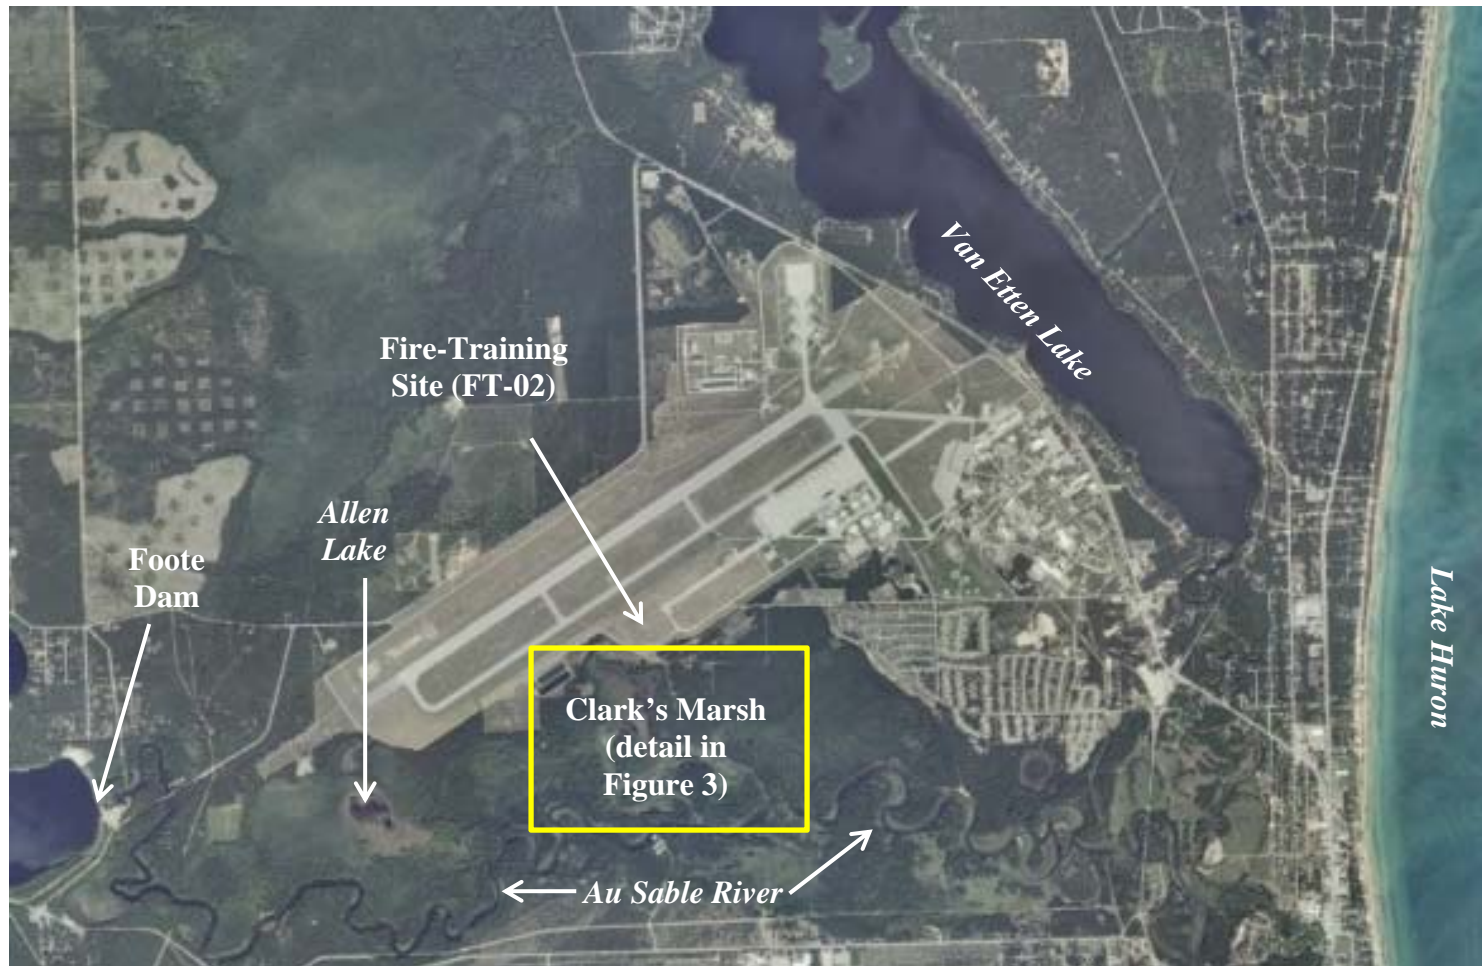 Van Etten Lake
Fire-Training
Site (FT-02)
Allen
Lake
Foote
Dam
Lake Huron
Clark’s Marsh
(detail in
Figure 3)
Au Sable River